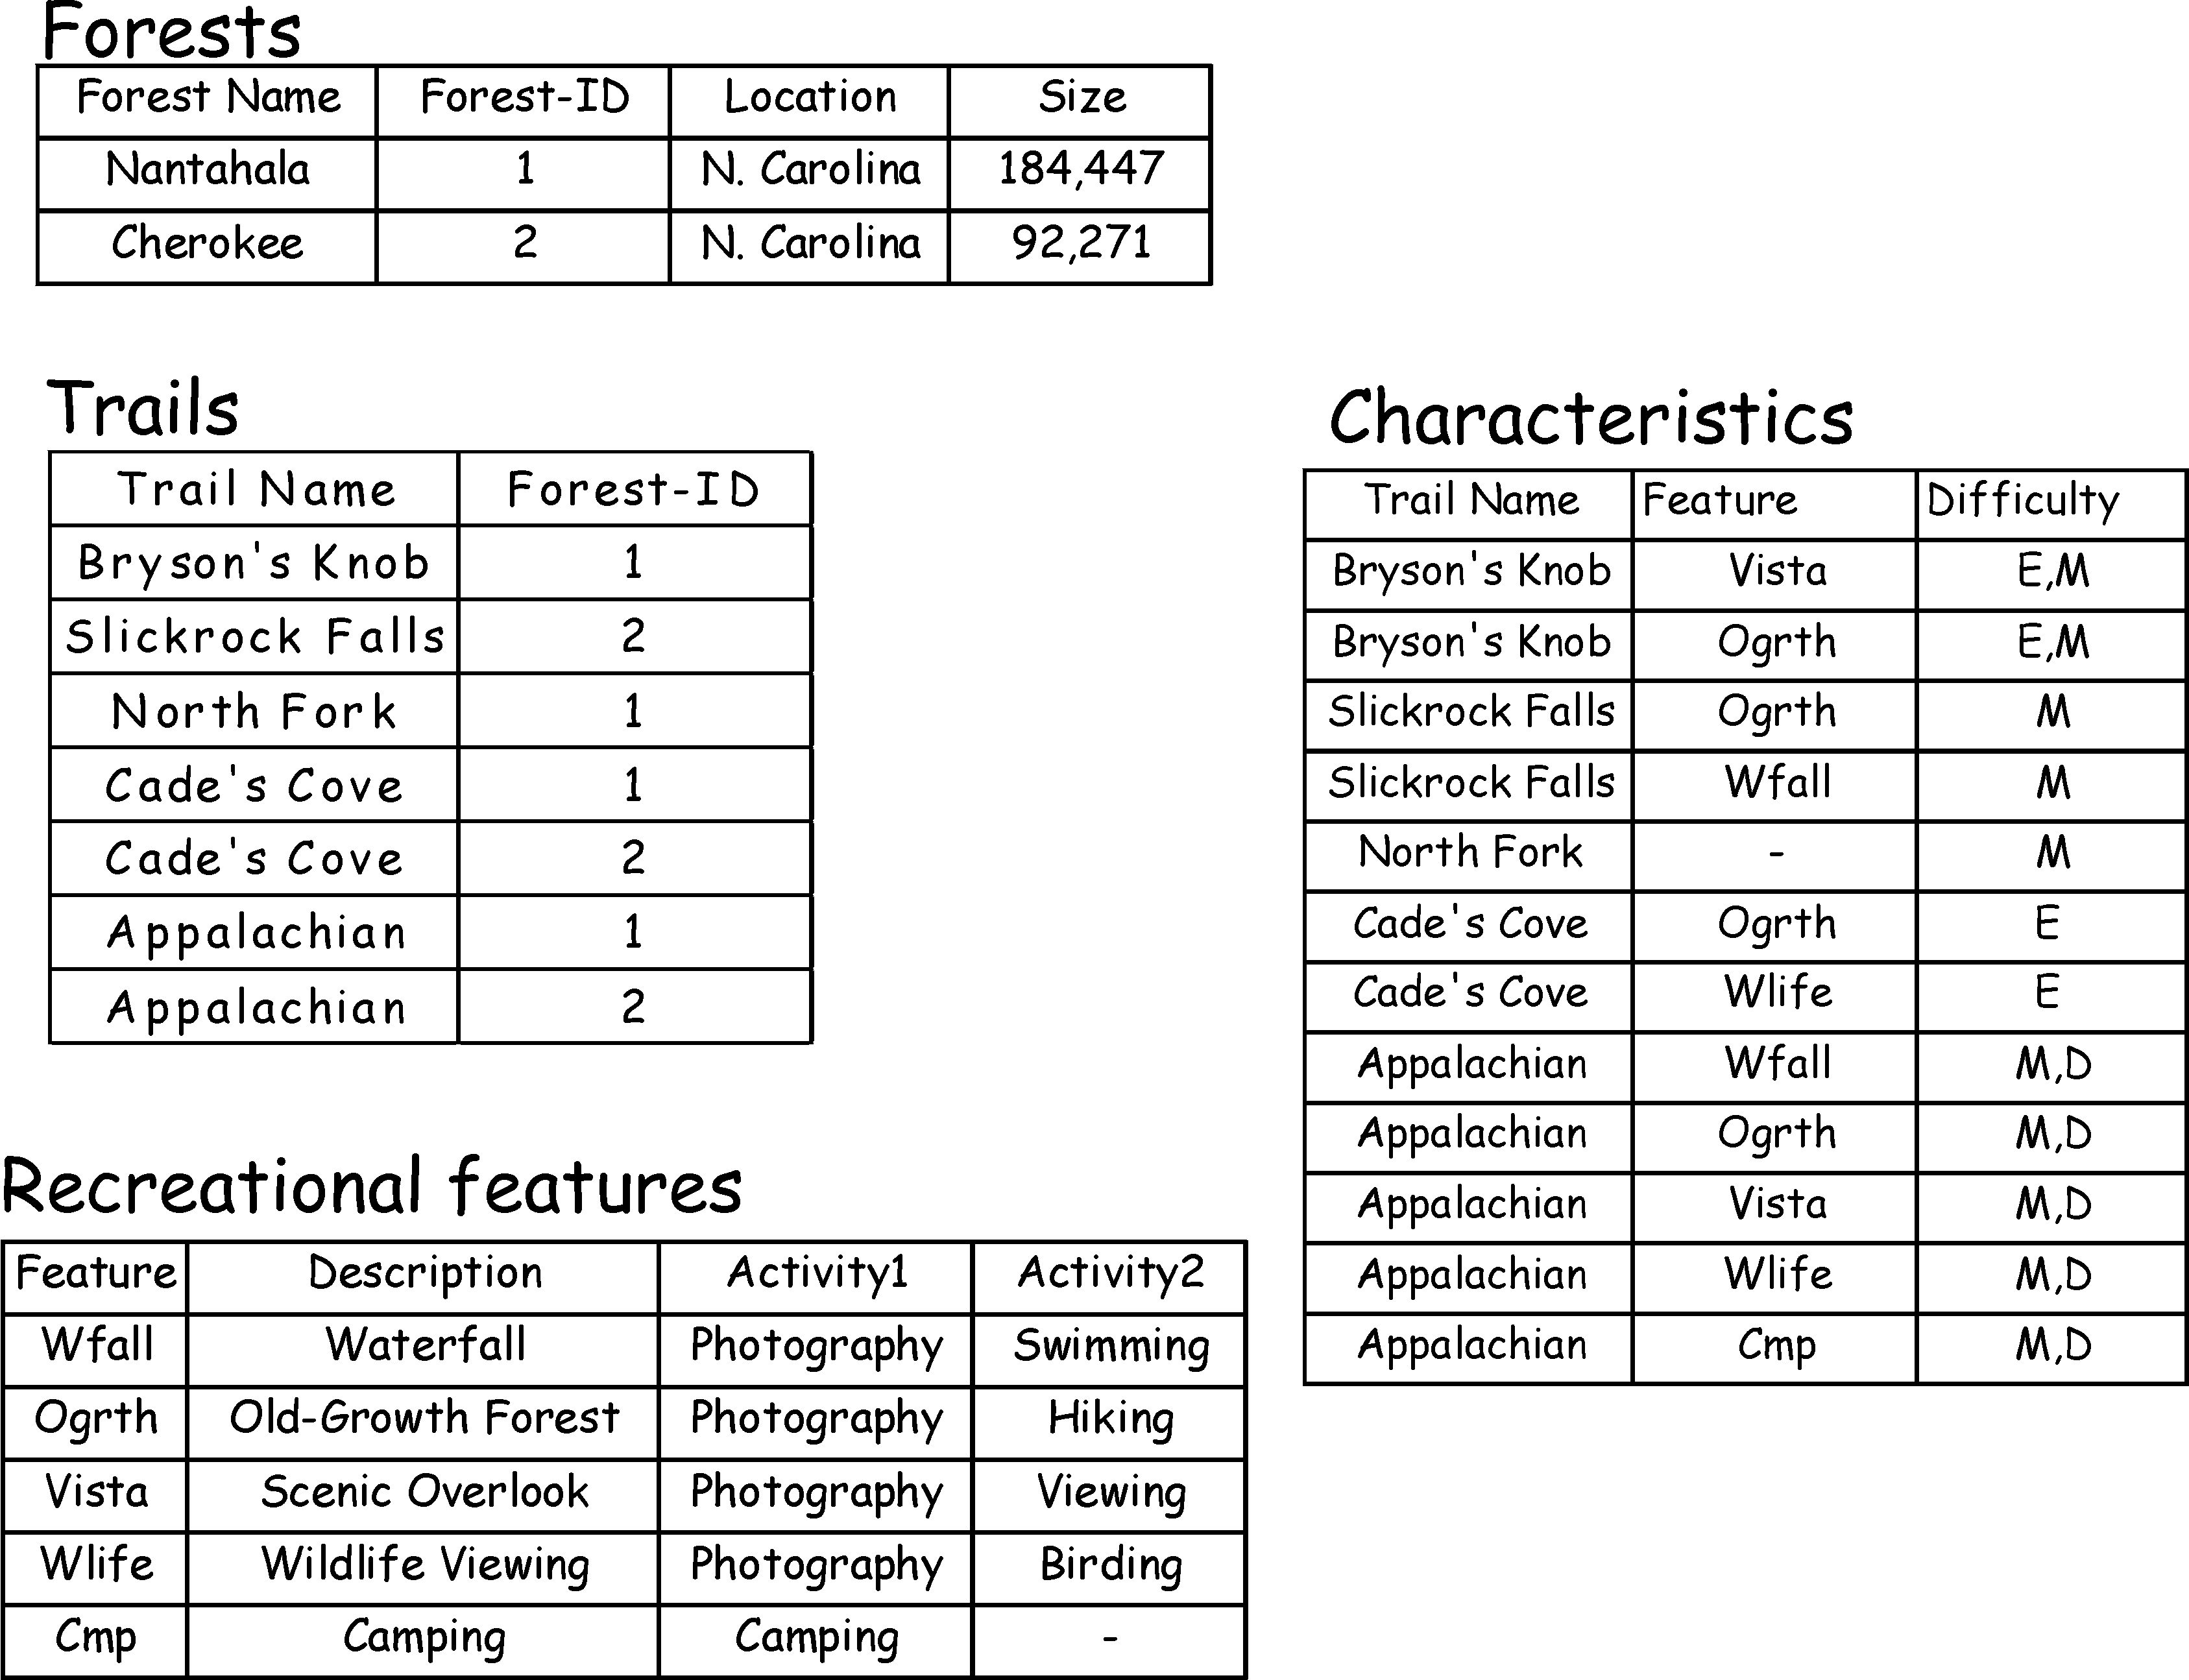 Forests
Forest Name Forest-ID Location Size
Nantahala 1 N. Carolina 184,447
Cherokee 2 N. Carolina 92,271
Trails
Trail Name Forest-ID
Bryson's Knob 1
Slickrock Falls 2
North Fork 1
Cade's Cove 1
Cade's Cove 2
Appalachian 1
Appalachian 2
Characteristics
Trail Name Feature Difficulty
Bryson's Knob Vista E,M
Bryson's Knob Ogrth E,M
Slickrock Falls Ogrth M
Slickrock Falls Wfall M
North Fork - M
Cade's Cove Ogrth E
Cade's Cove Wlife E
Appalachian Wfall M,D
Appalachian Ogrth M,D
Appalachian Vista M,D
Appalachian Wlife M,D
Appalachian Cmp M,D
Recreational features
Feature Description Activity1 Activity2
Wfall Waterfall Photography Swimming
Ogrth Old-Growth Forest Photography Hiking
Vista Scenic Overlook Photography Viewing
Wlife Wildlife Viewing Photography Birding
Cmp Camping Camping -